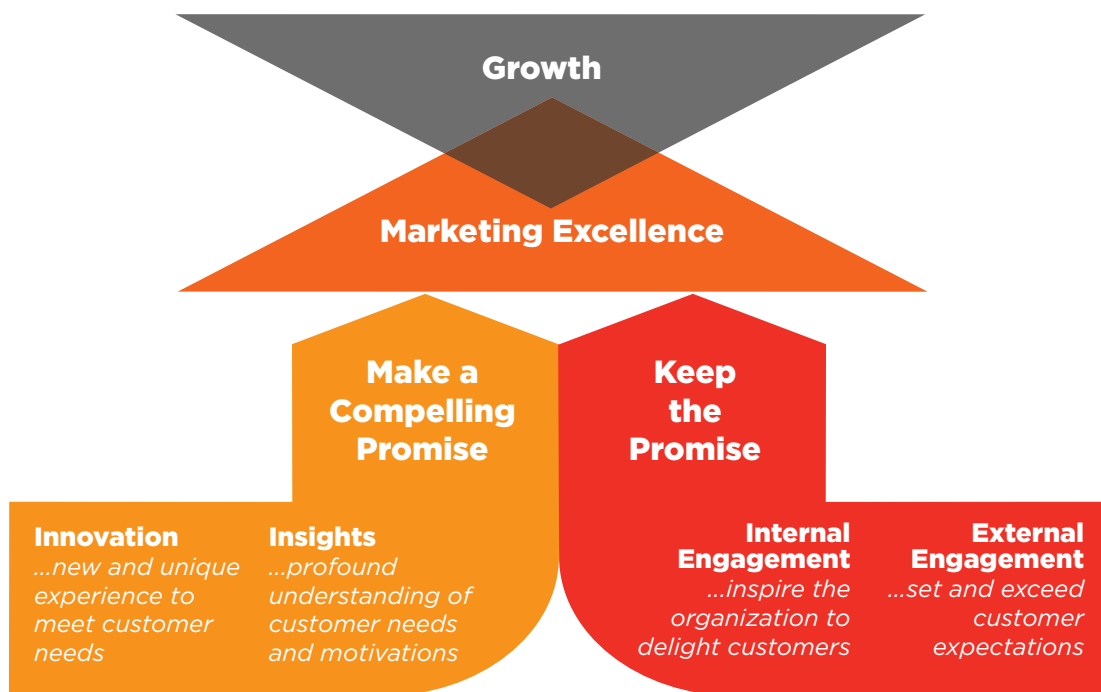 Growth
Marketing Excellence
Make a
Compelling
Promise
Keep
the
Promise
Innovation
...new and unique
experience to
meet customer
needs
Insights
...profound
understanding of
customer needs
and motivations
Internal
Engagement
...inspire the
organization to
delight customers
External
Engagement
...set and exceed
customer
expectations